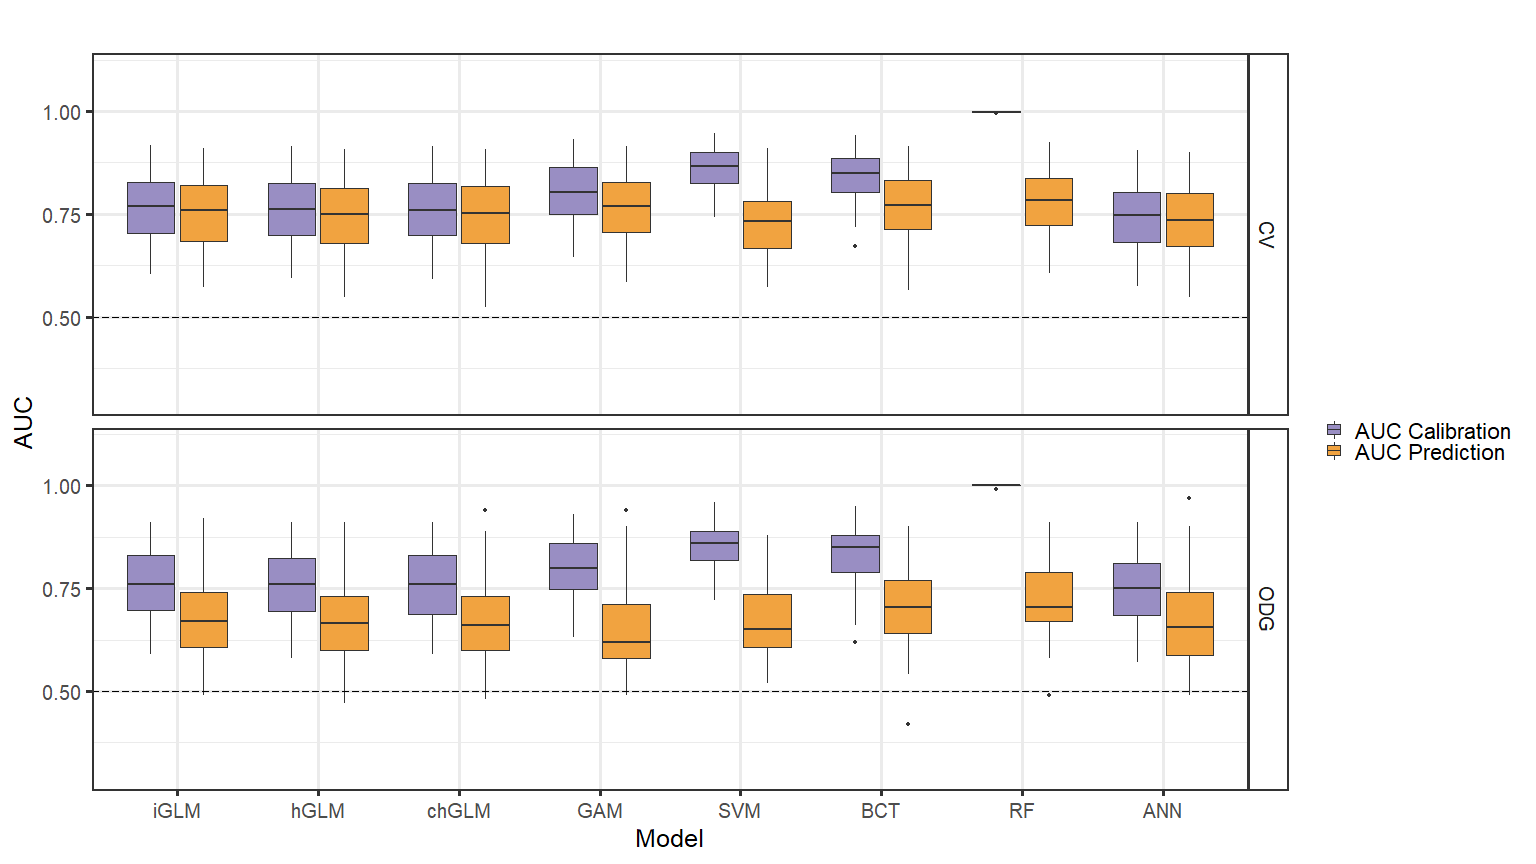 1.00
0.75
0.50
CV
AUC
1.00
0.75
0.50
ODG
AUC Calibration
AUC Prediction
iGLM hGLM chGLM GAM SVM BCT RF ANN
Model